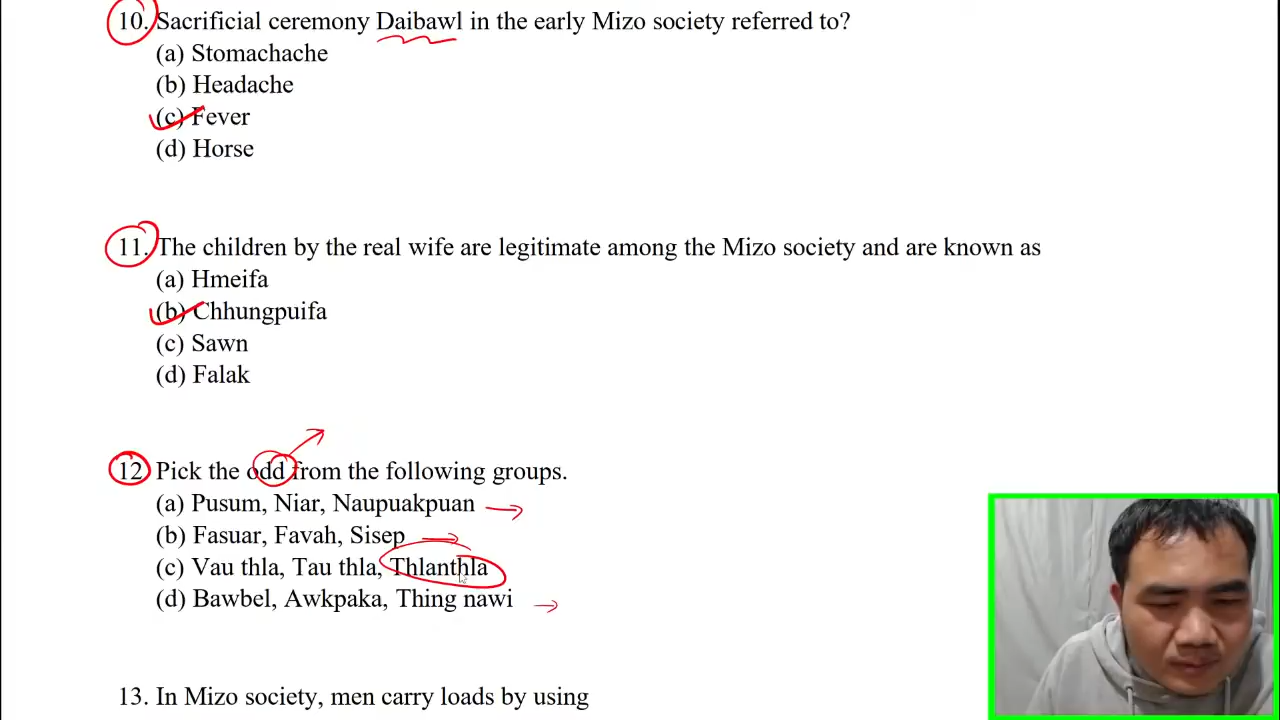 10. Sacrificial ceremony Daibawl in the early Mizo society referred to?
(a) Stomachache
(b) Headache
(c) Fever
(d) Horse
11. The children by the real wife are legitimate among the Mizo society and are known as
(a) Hmeifa
(b) Chhungpuifa
(c) Sawn
(d) Falak
12. Pick the odd from the following groups.
(a) Pusum, Niar, Naupuakpuan
(b) Fasuar, Favah, Sisep
(c) Vau thla, Tau thla, Thlanthla
(d) Bawbel, Awkpaka, Thing nawi
13. In Mizo society, men carry loads by using